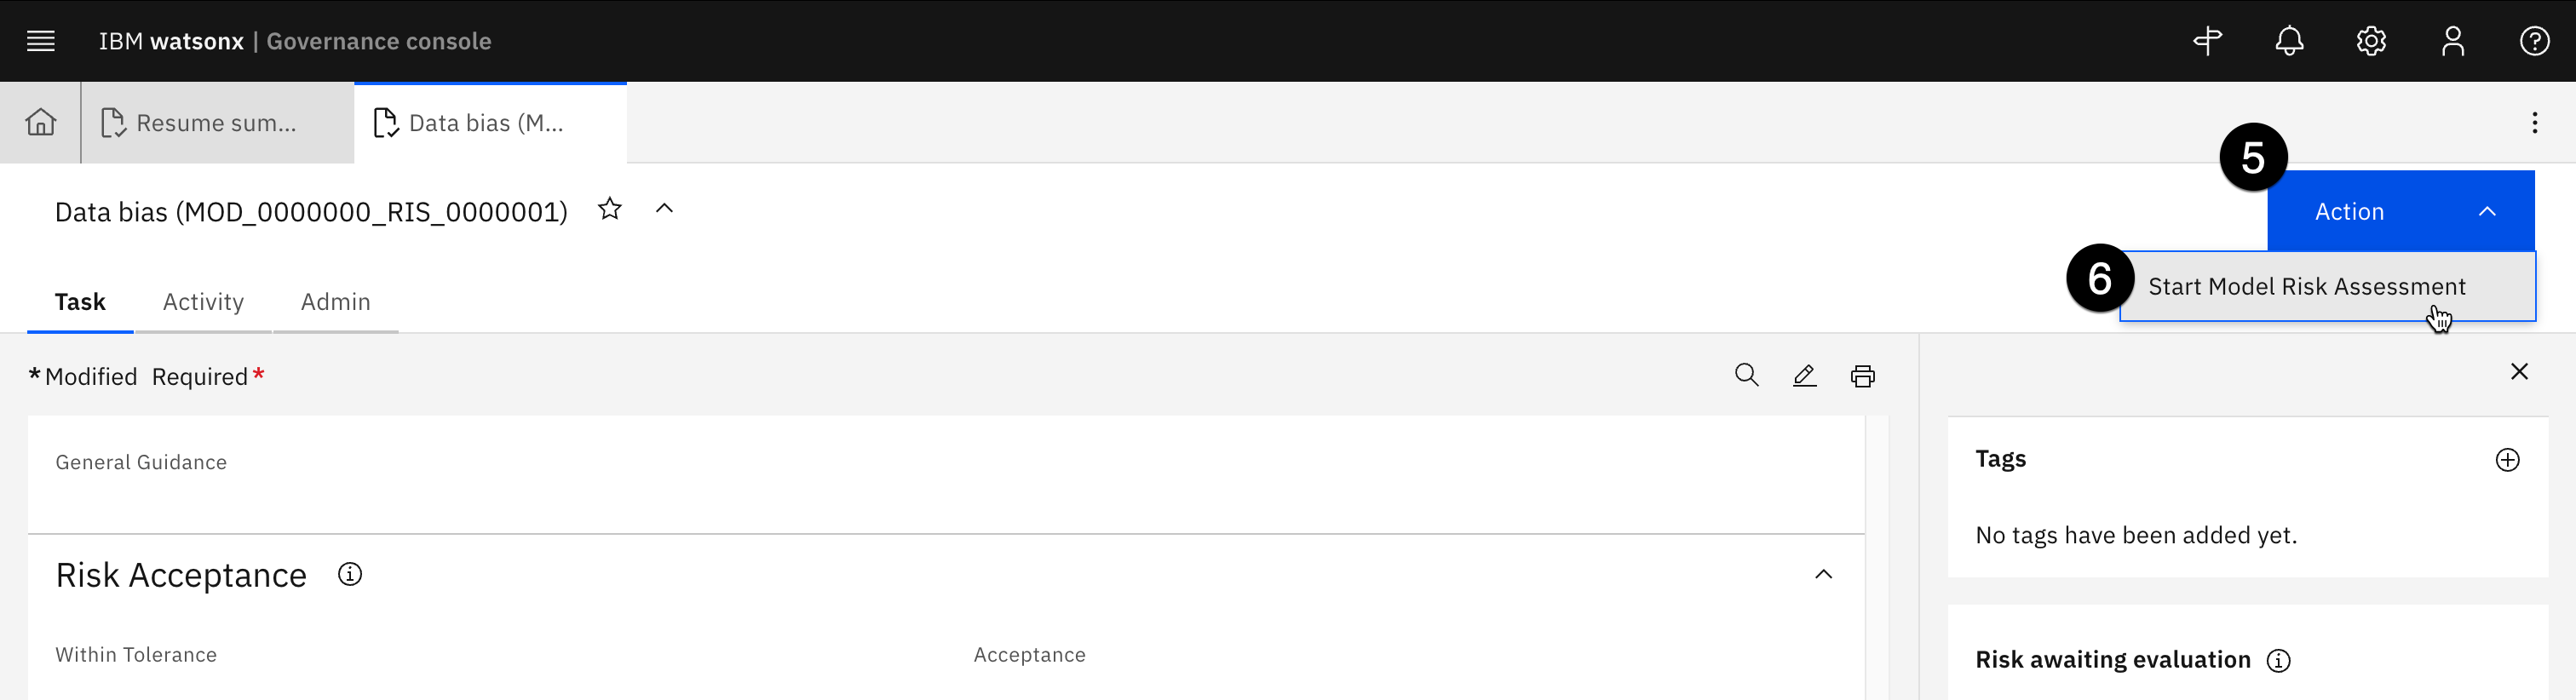 IBM watsonx | Governance console
Resume sum...
Data bias (M...
5
Data bias (MOD_0000000_RIS_0000001)
Action
6
Start Model Risk Assessment
Task
Activity
Admin
*Modified Required*
General Guidance
Tags
No tags have been added yet.
Risk Acceptance
Within Tolerance
Acceptance
Risk awaiting evaluation